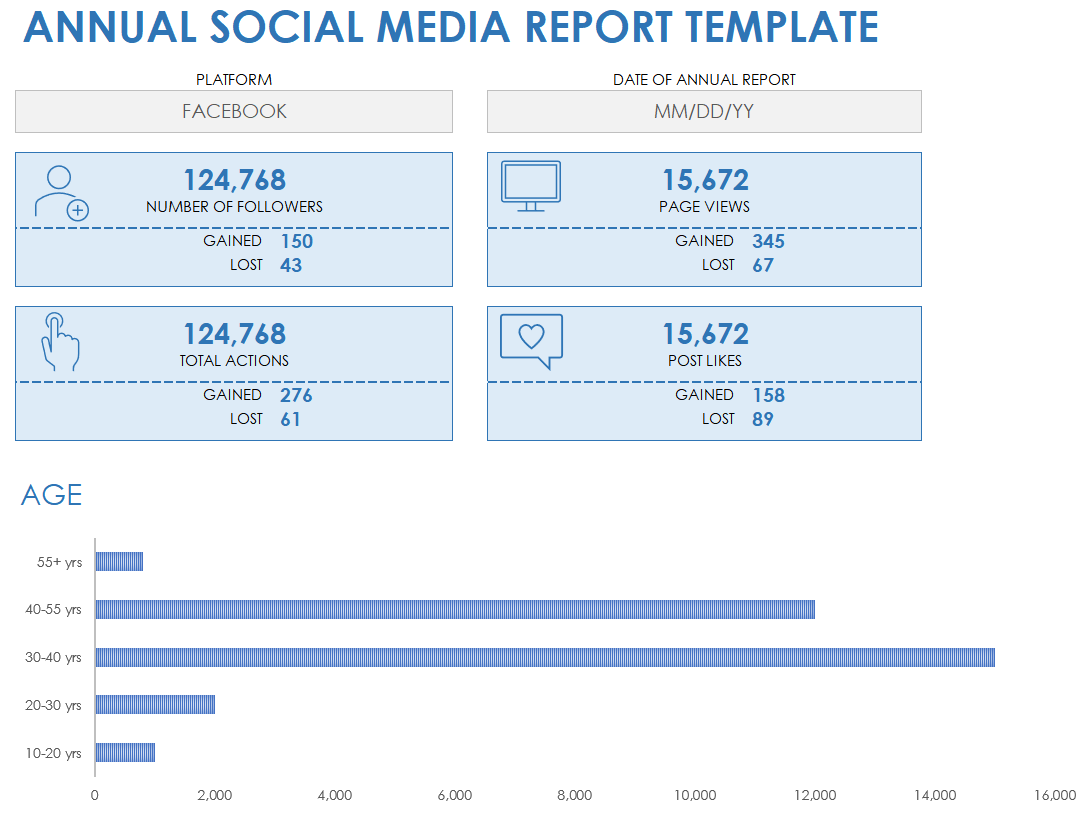 ANNUAL SOCIAL MEDIA REPORT TEMPLATE
PLATFORM
DATE OF ANNUAL REPORT
FACEBOOK
MM/DD/YY
124,768
NUMBER OF FOLLOWERS
GAINED 150
LOST 43
15,672
PAGE VIEWS
GAINED 345
LOST 67
124,768
TOTAL ACTIONS
GAINED 276
LOST 61
15,672
POST LIKES
GAINED 158
LOST 89
AGE
55+ yrs
40-55 yrs
30-40 yrs
20-30 yrs
10-20 yrs
0 2,000 4,000 6,000 8,000 10,000 12,000 14,000 16,000